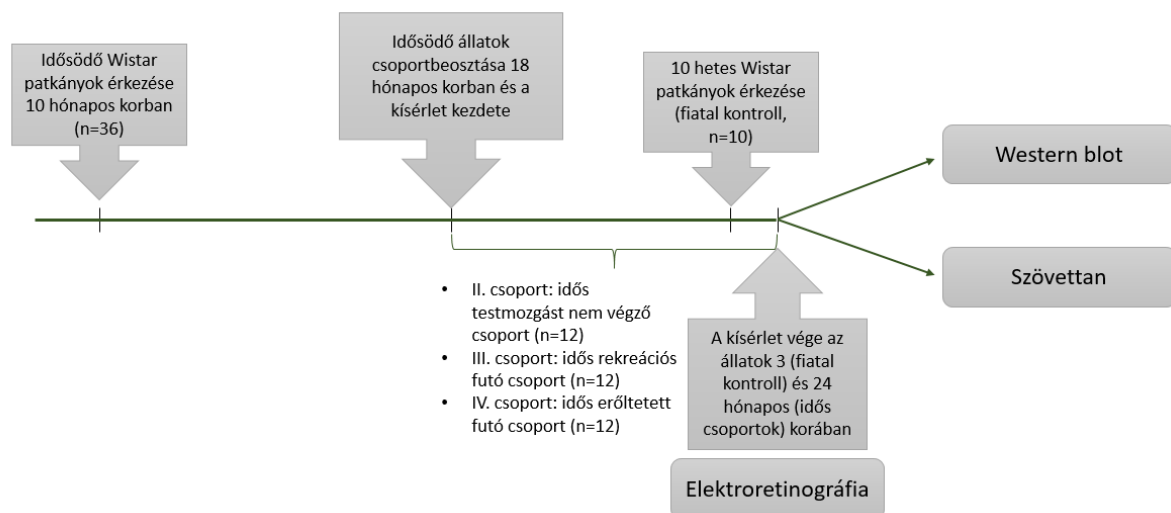 Idősödő Wistar
patkányok érkezése
10 hónapos korban
(n=36)
Idősödő állatok
csoportbeosztása 18
hónapos korban és a
kísérlet kezdete
10 hetes Wistar
patkányok érkezése
(fiatal kontroll,
n=10)
Western blot
Szövettan
• II. csoport: idős
testmozgást nem végző
csoport (n=12)
• III. csoport: idős rekreációs
futó csoport (n=12)
• IV. csoport: idős erőltetett
futó csoport (n=12)
A kísérlet vége az
állatok 3 (fiatal
kontroll) és 24
hónapos (idős
csoportok) korában
Elektroretinográfia